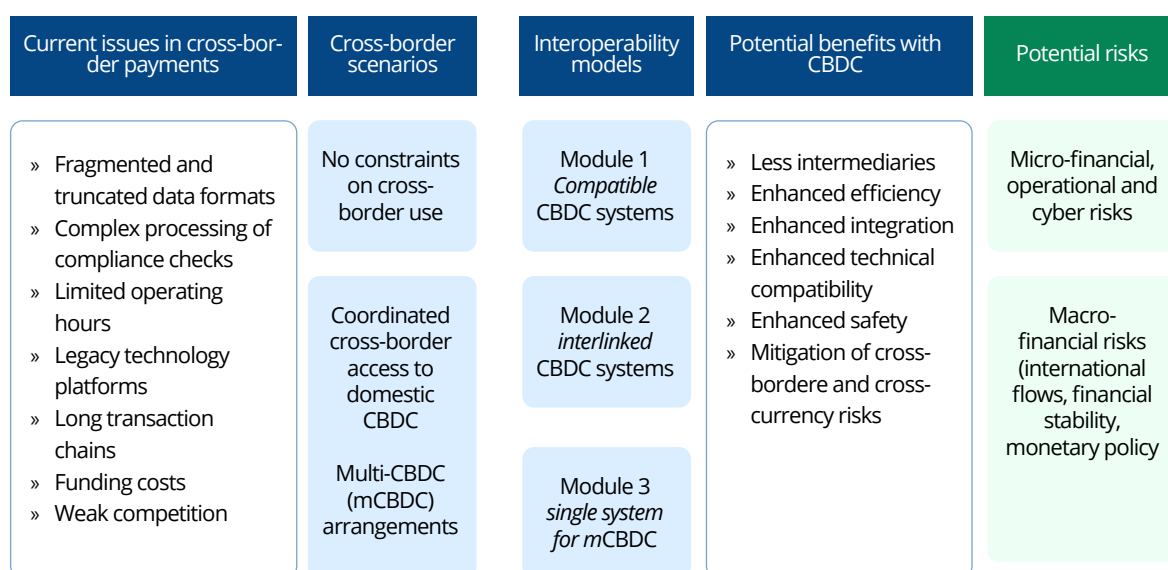 Current issues in cross-bor-
der payments
Cross-border
scenarios
Interoperability
models
Potential benefits with
CBDC
Potential risks
» Fragmented and
truncated data formats
» Complex processing of
compliance checks
» Limited operating
hours
» Legacy technology
platforms
» Long transaction
chains
» Funding costs
» Weak competition
No constraints
on cross-
border use
Coordinated
cross-border
access to
domestic
CBDC
Multi-CBDC
(mCBDC)
arrangements
Module 1
Compatible
CBDC systems
Module 2
interlinked
CBDC systems
Module 3
single system
for mCBDC
» Less intermediaries
» Enhanced efficiency
» Enhanced integration
» Enhanced technical
compatibility
» Enhanced safety
» Mitigation of cross-
bordere and cross-
currency risks
Micro-financial,
operational and
cyber risks
Macro-
financial risks
(international
flows, financial
stability,
monetary policy